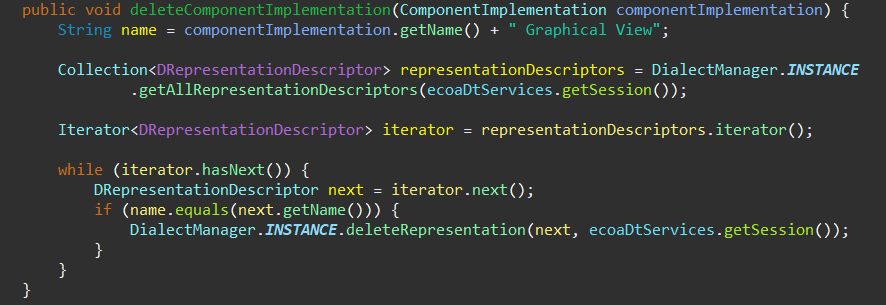 public void deleteComponentImplementation(ComponentImplementation componentImplementation) {
    String name = componentImplementation.getName() + " Graphical View";

    Collection<DRepresentationDescriptor> representationDescriptors = DialectManager.INSTANCE
            .getAllRepresentationDescriptors(ecoaDtServices.getSession());

    Iterator<DRepresentationDescriptor> iterator = representationDescriptors.iterator();

    while (iterator.hasNext()) {
        DRepresentationDescriptor next = iterator.next();
        if (name.equals(next.getName())) {
            DialectManager.INSTANCE.deleteRepresentation(next, ecoaDtServices.getSession());
        }
    }
}